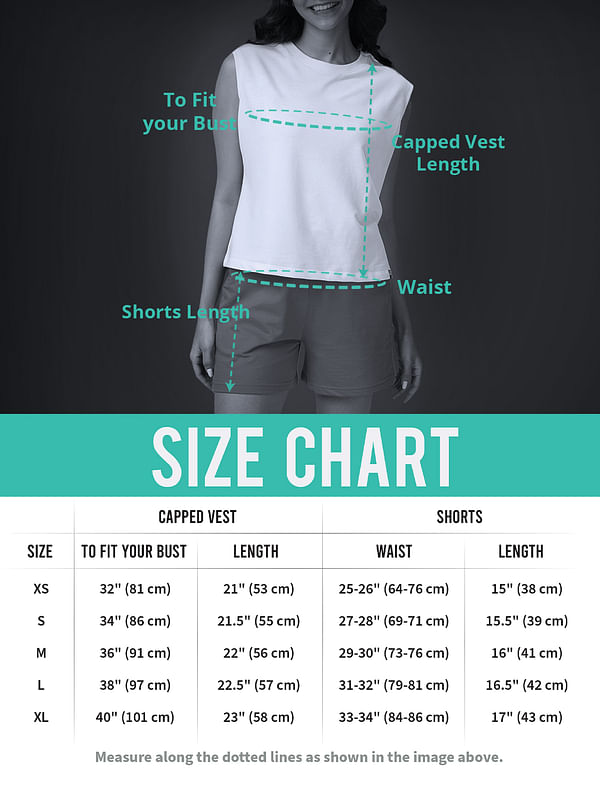 To Fit
your Bust
Capped Vest
Length
Waist
Shorts Length
SIZE CHART
CAPPED VEST SHORTS
SIZE TO FIT YOUR BUST LENGTH WAIST LENGTH
XS 32" (81 cm) 21" (53 cm) 25-26" (64-76 cm) 15" (38 cm)
S 34" (86 cm) 21.5" (55 cm) 27-28" (69-71 cm) 15.5" (39 cm)
M 36" (91 cm) 22" (56 cm) 29-30" (73-76 cm) 16" (41 cm)
L 38" (97 cm) 22.5" (57 cm) 31-32" (79-81 cm) 16.5" (42 cm)
XL 40" (101 cm) 23" (58 cm) 33-34" (84-86 cm) 17" (43 cm)
Measure along the dotted lines as shown in the image above.